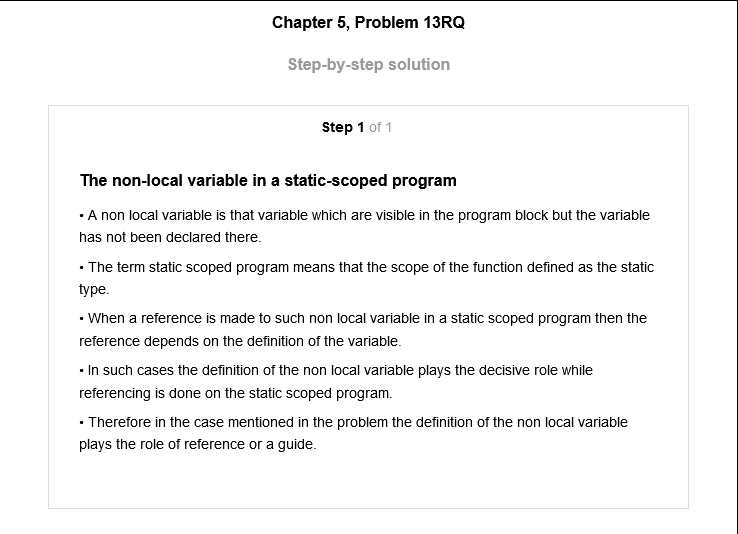 Chapter 5, Problem 13RQ
Step-by-step solution
Step 1 of 1
The non-local variable in a static-scoped program
• A non local variable is that variable which are visible in the program block but the variable
has not been declared there.
• The term static scoped program means that the scope of the function defined as the static
type.
• When a reference is made to such non local variable in a static scoped program then the
reference depends on the definition of the variable.
• In such cases the definition of the non local variable plays the decisive role while
referencing is done on the static scoped program.
• Therefore in the case mentioned in the problem the definition of the non local variable
plays the role of reference or a guide.